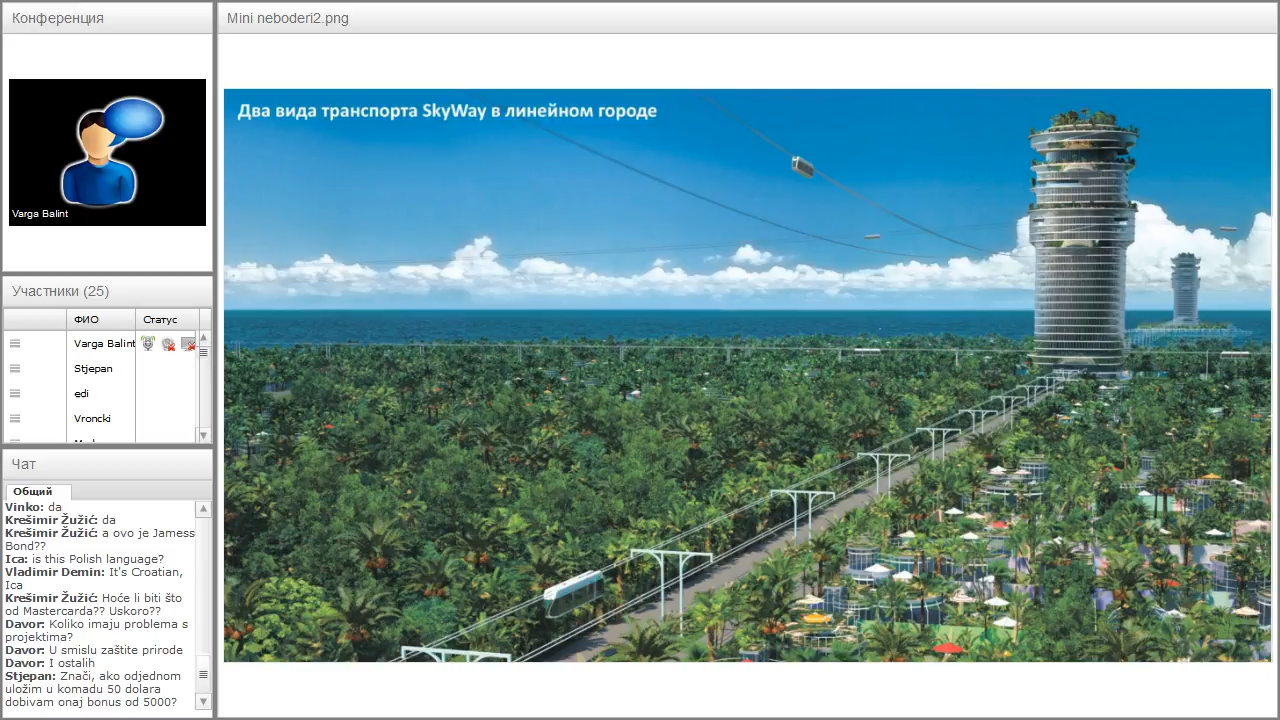 Конференция
Varga Balint
Участники (25)
ФИО
Статус
Varga Balint
Stjepan
edi
Vroncki
Чат
Общий
Vinko: da
Krešimir Žužić: da
Krešimir Žužić: a ovo je Jamess
Bond??
Ica: is this Polish language?
Vladimir Demin: It's Croatian,
Ica
Krešimir Žužić: Hoće li biti što
od Mastercarda?? Uskoro??
Davor: Koliko imaju problema s
projektima?
Davor: U smislu zaštite prirode
Davor: I ostalih
Stjepan: Znači, ako odjednom
uložim u komadu 50 dolara
dobivam onaj bonus od 5000?
Mini neboderi2.png
Два вида транспорта SkyWay в линейном городе